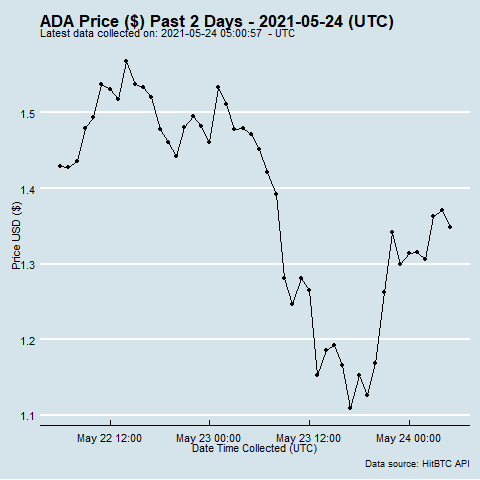 ADA Price ($) Past 2 Days - 2021-05-24 (UTC)
Latest data collected on: 2021-05-24 05:00:57  - UTC
1.5
1.4
1.3
1.2
1.1
Price USD ($)
May 22 12:00 May 23 00:00 May 23 12:00 May 24 00:00
Date Time Collected (UTC)
Data source: HitBTC API